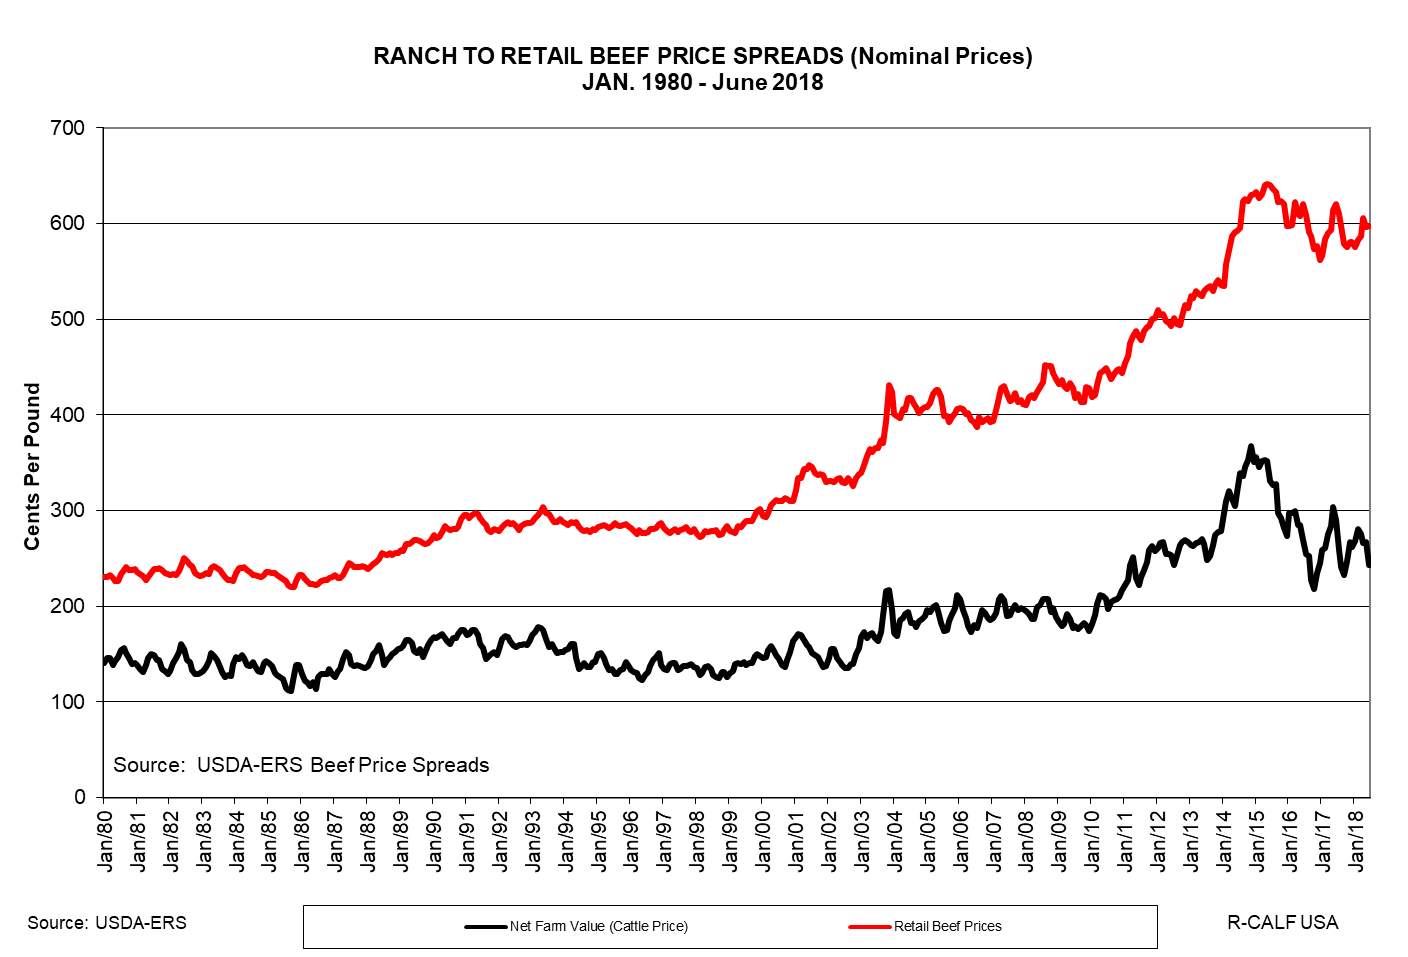 RANCH TO RETAIL BEEF PRICE SPREADS (Nominal Prices)
JAN. 1980 - June 2018
700
600
500
400
300
200
100
0
Cents Per Pound
Source:  USDA-ERS Beef Price Spreads
Jan/80
Jan/81
Jan/82
Jan/83
Jan/84
Jan/85
Jan/86
Jan/87
Jan/88
Jan/89
Jan/90
Jan/91
Jan/92
Jan/93
Jan/94
Jan/95
Jan/96
Jan/97
Jan/98
Jan/99
Jan/00
Jan/01
Jan/02
Jan/03
Jan/04
Jan/05
Jan/06
Jan/07
Jan/08
Jan/09
Jan/10
Jan/11
Jan/12
Jan/13
Jan/14
Jan/15
Jan/16
Jan/17
Jan/18
Source: USDA-ERS
Net Farm Value (Cattle Price)
Retail Beef Prices
R-CALF USA